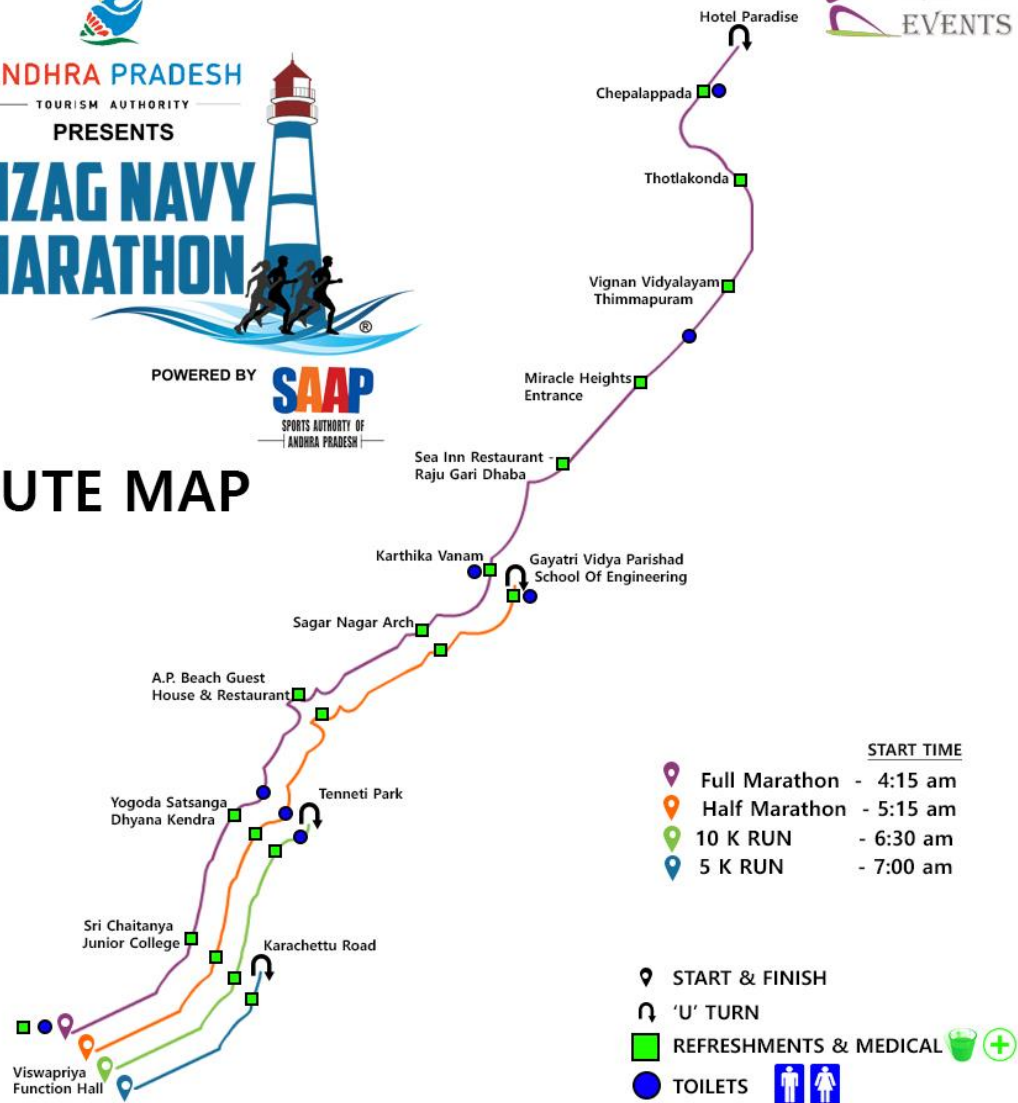 Hotel Paradise
EVENTS
NDHRA PRADESH
TOURISM AUTHORITY
PRESENTS
IZAG NAVY
MARATHON
®
POWERED BY
SAAP
SPORTS AUTHORTY OF
ANDHRA PRADESH
UTE MAP
Chepalappada
Thotlakonda
Vignan Vidyalayam
Thimmapuram
Miracle Heights
Entrance
Sea Inn Restaurant -
Raju Gari Dhaba
Karthika Vanam
Gayatri Vidya Parishad
School Of Engineering
Sagar Nagar Arch
A.P. Beach Guest
House & Restaurant
Yogoda Satsanga
Dhyana Kendra
Tenneti Park
Sri Chaitanya
Junior College
Karachettu Road
Viswapriya
Function Hall
START TIME
Full Marathon - 4:15 am
Half Marathon - 5:15 am
10 K RUN - 6:30 am
5 K RUN - 7:00 am
START & FINISH
'U' TURN
REFRESHMENTS & MEDICAL
TOILETS